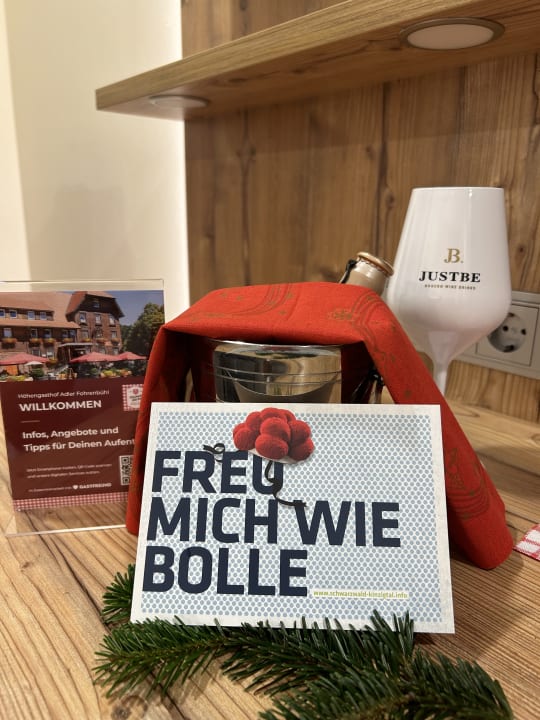 Höhengasthof Adler Fohrenbühl
WILLKOMMEN
Infos, Angebote und
Tipps für Deinen Aufent
GASTFREUND
JB.
JUSTBE
FREU
MICH WIE
BOLLE
www.schwarzwald-kinzigtal.info